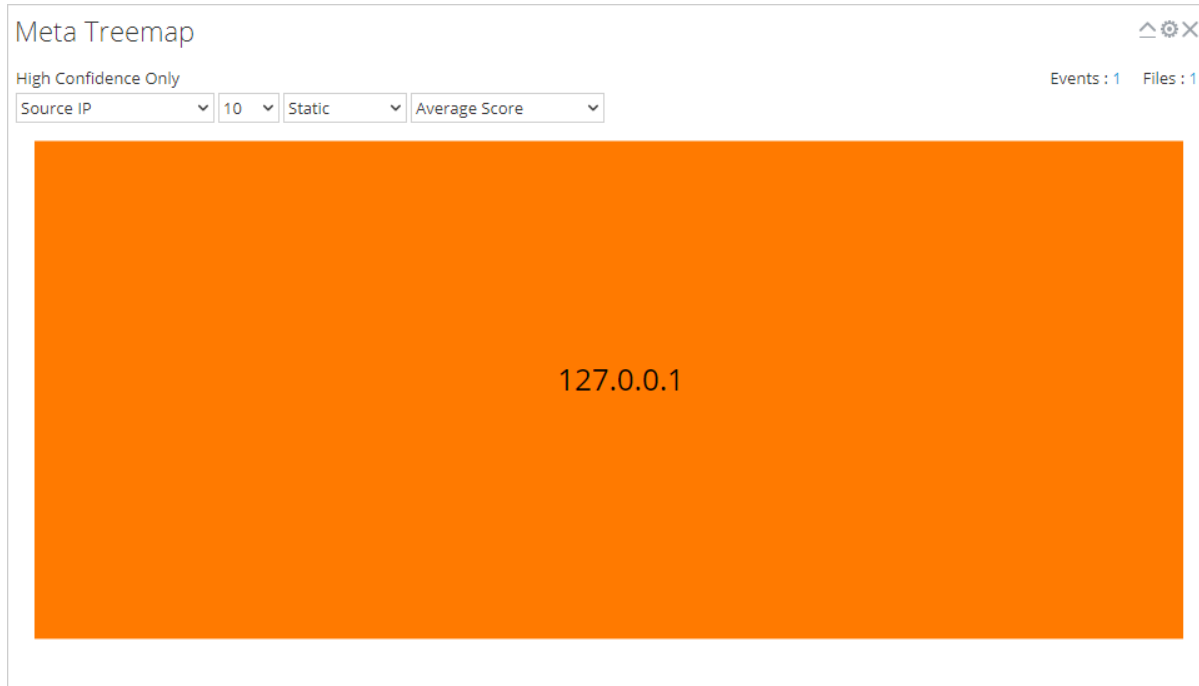 Meta Treemap
High Confidence Only
Events : 1 Files : 1
Source IP 10 Static Average Score
127.0.0.1